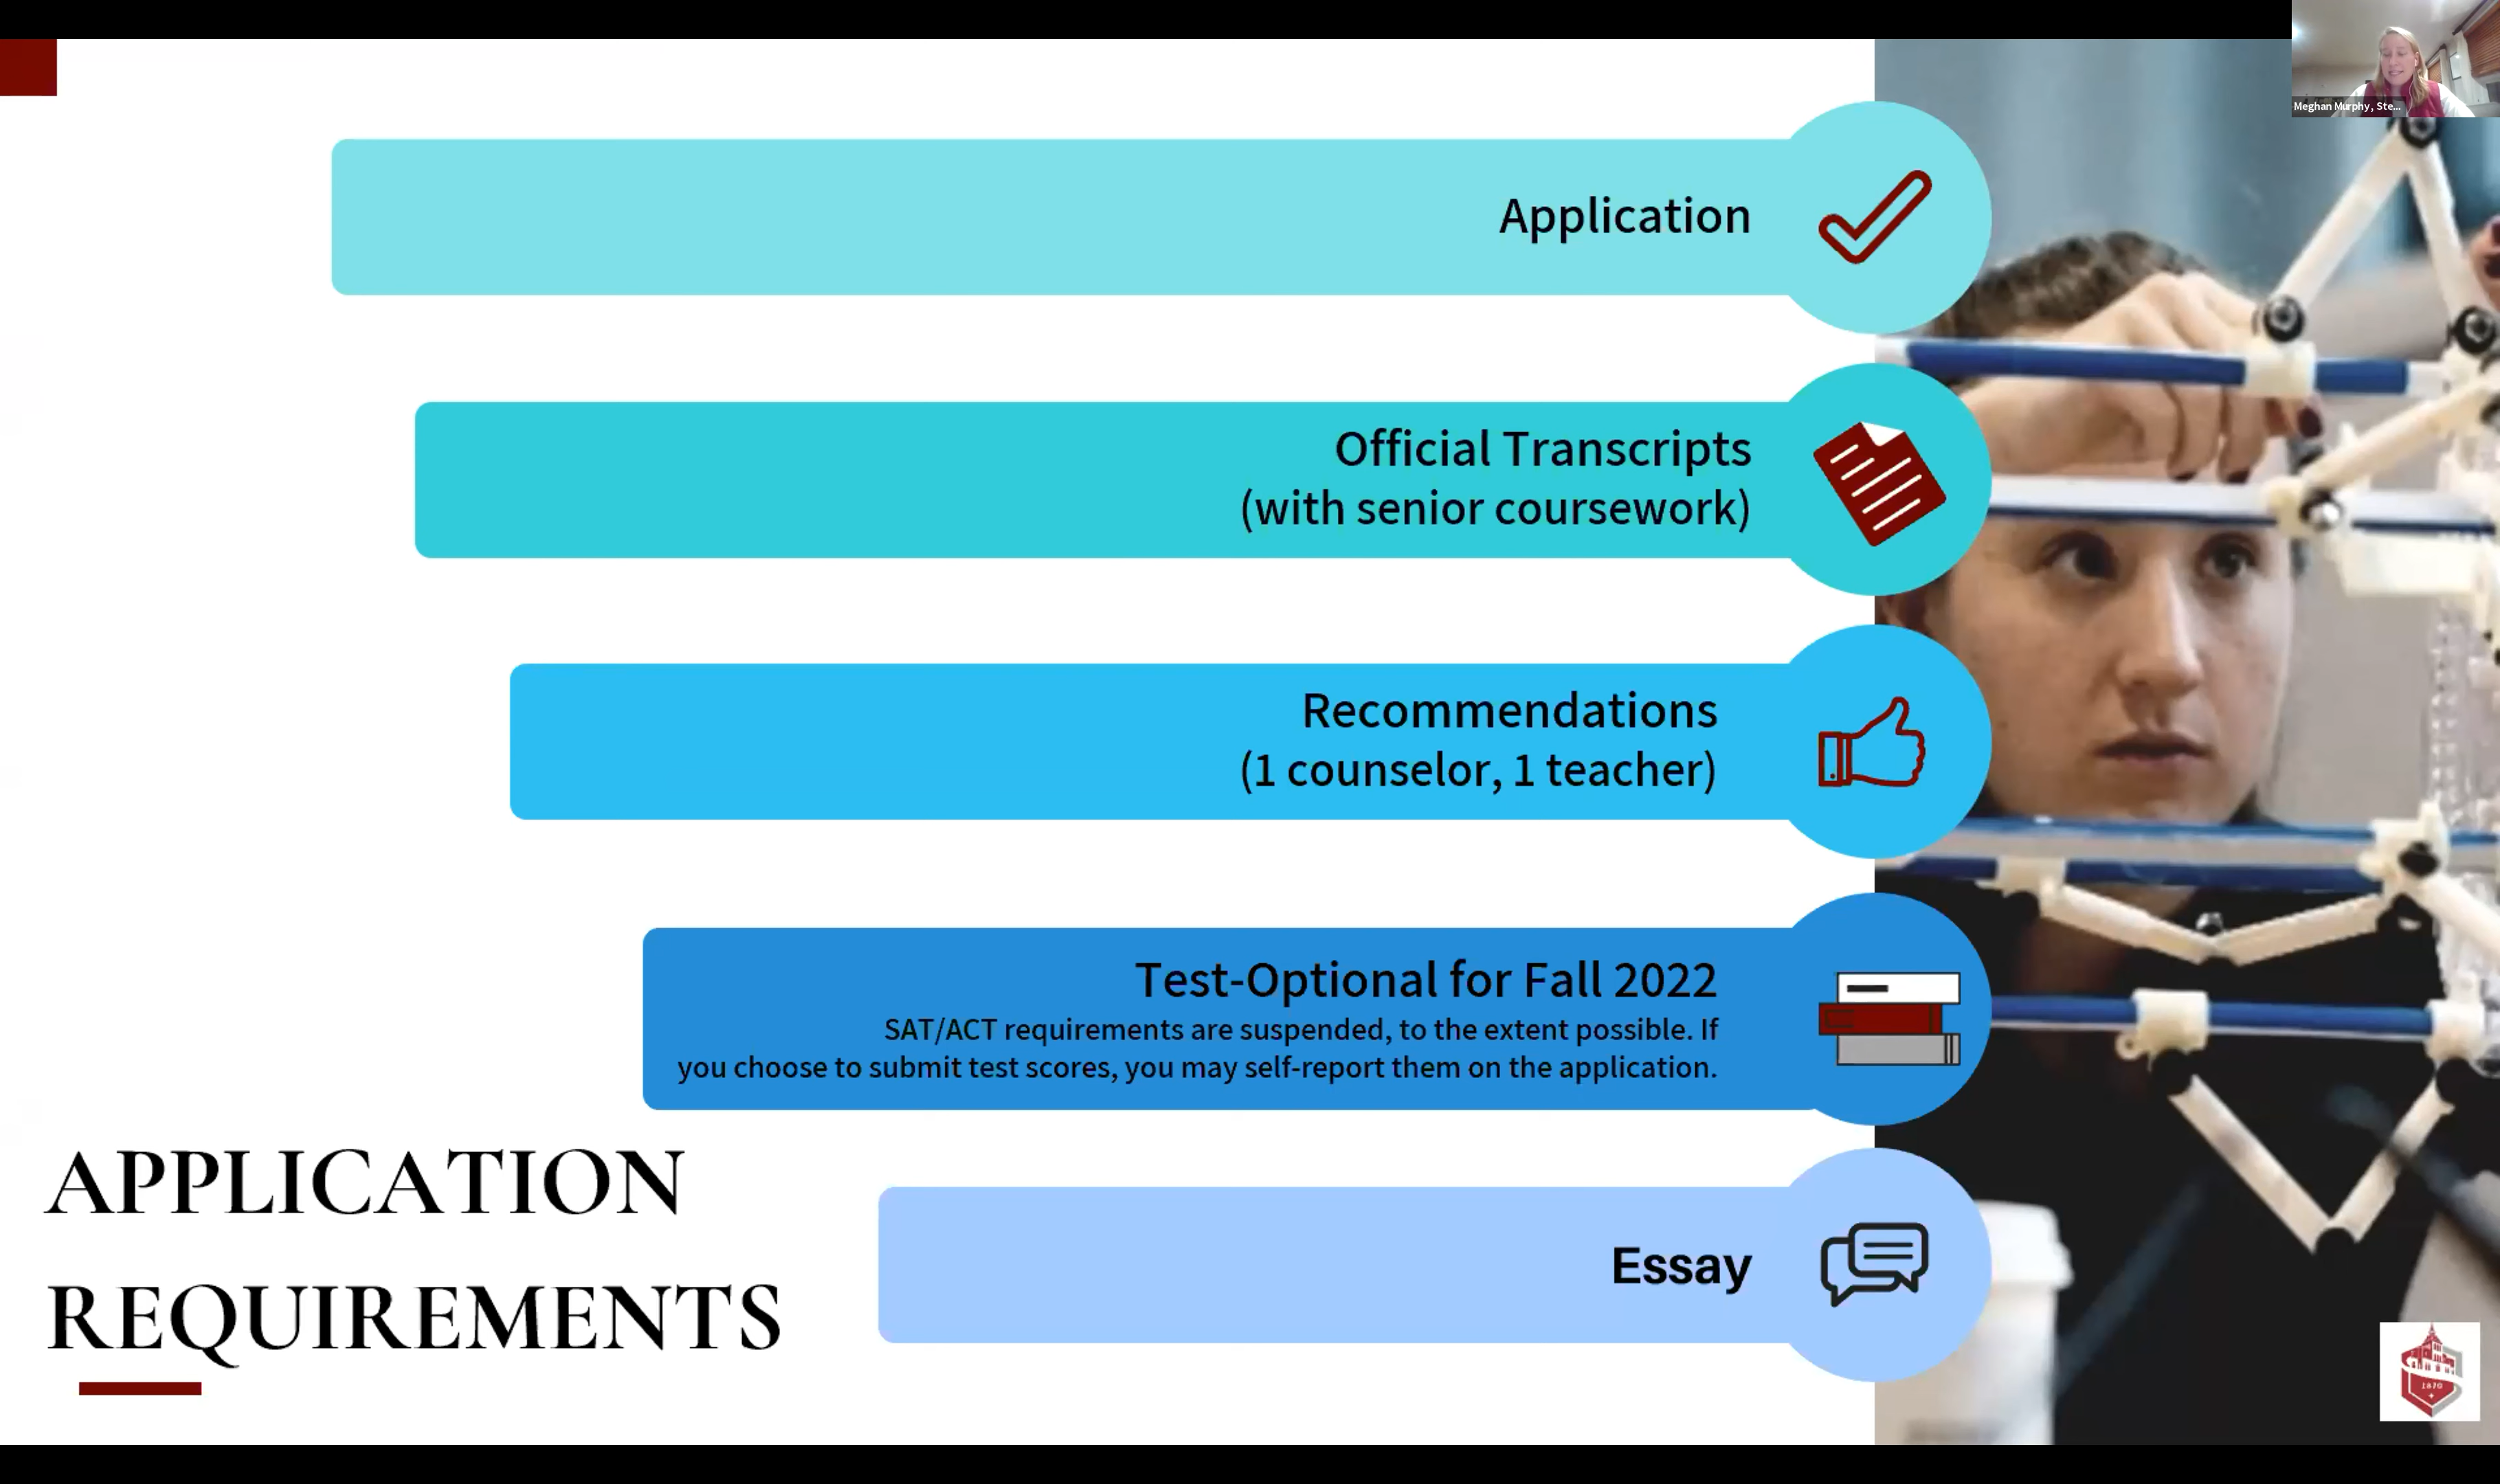 Meghan Murphy, Ste...
Application
Official Transcripts
(with senior coursework)
Recommendations
(1 counselor, 1 teacher)
Test-Optional for Fall 2022
SAT/ACT requirements are suspended, to the extent possible. If
you choose to submit test scores, you may self-report them on the application.
Essay
APPLICATION
REQUIREMENTS
1870